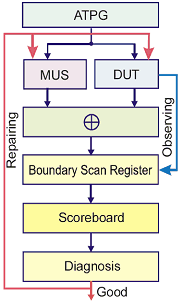 ATPG
MUS
DUT
Repairing
Observing
⊕
Boundary Scan Register
Scoreboard
Diagnosis
Good